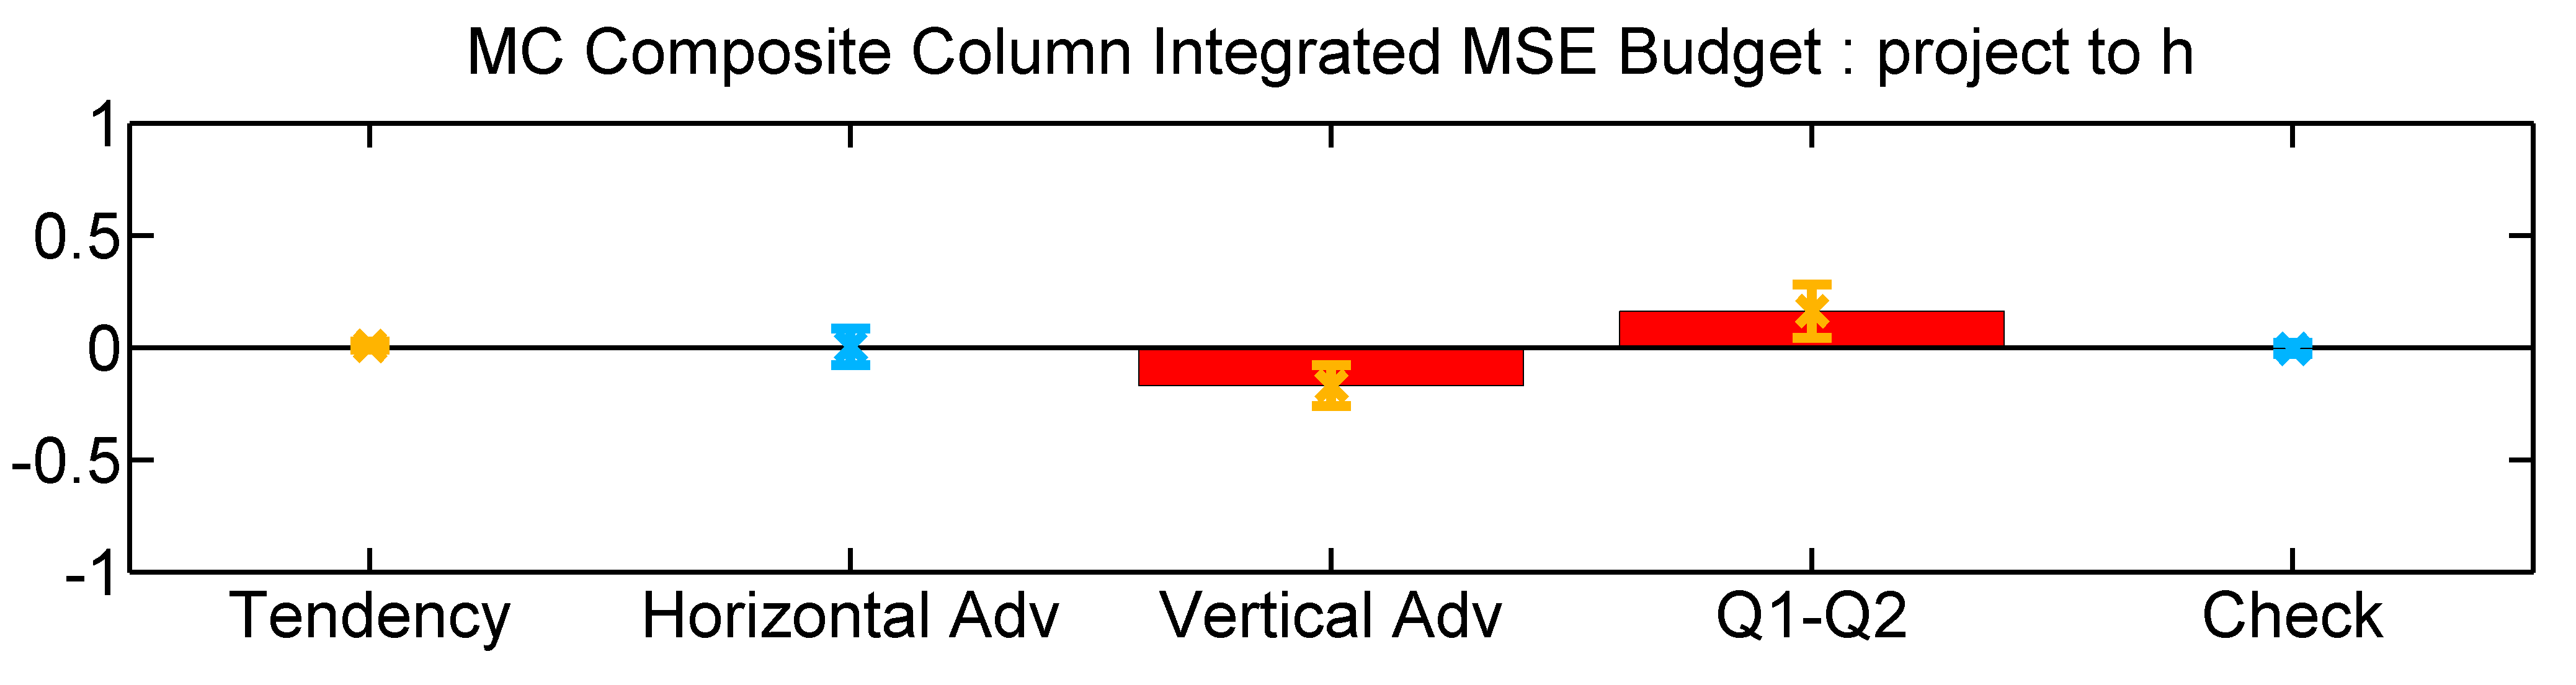 MC Composite Column Integrated MSE Budget : project to h
1
0.5
0
-0.5
-1
Tendency Horizontal Adv Vertical Adv Q1-Q2 Check